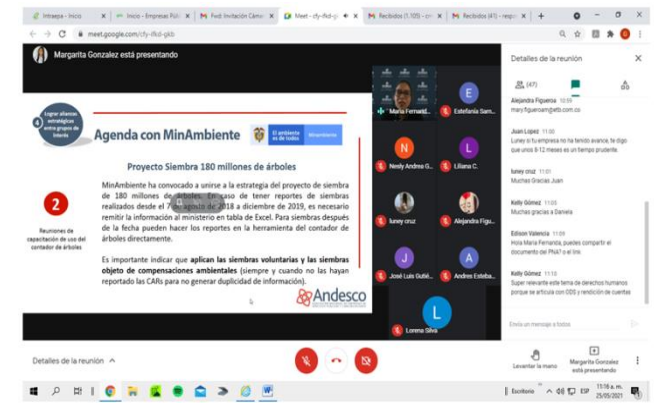 Intraepa - Inicio
Inicio - Empresas Púb
Fwd: Invitación Cáma
Meet - cfy-ifkd-g
Recibidos (1.105) - co
Recibidos (41) - respo
meet.google.com/cfy-ifkd-gkb
Margarita Gonzalez está presentando
4
Lograr alianzas
estratégicas
entre grupos de
interés
Agenda con MinAmbiente
El ambiente
es de todos
Minambiente
Proyecto Siembra 180 millones de árboles
2
Reuniones de
capacitación de uso del
contador de árboles
MinAmbiente ha convocado a unirse a la estrategia del proyecto de siembra
de 180 millones de árboles. En caso de tener reportes de siembras
realizados desde el 7 de agosto de 2018 a diciembre de 2019, es necesario
remitir la información al ministerio en tabla de Excel. Para siembras después
de la fecha pueden hacer los reportes en la herramienta del contador de
árboles directamente.
Es importante indicar que aplican las siembras voluntarias y las siembras
objeto de compensaciones ambientales (siempre y cuando no las hayan
reportado las CARs para no generar duplicidad de información).
Andesco
Maria Fernand...
E
Estefanía Sam...
N
Nesly Andrea G...
L
Liliana C.
luney cruz
Alejandra Figu...
J
José Luis Gutié...
A
Andres Esteba...
L
Lorena Silva
Detalles de la reunión
(47)
Alejandra Figueroa 10:59
mary.figueroam@etb.com.co
Juan Lopez 11:00
Luney si tu empresa no ha tenido avance, te digo
que unos 8-12 meses es un tiempo prudente.
luney cruz 11:01
Muchas Gracias Juan
Kelly Gómez 11:03
Muchas gracias a Daniela
Edison Valencia 11:09
Hola María Fernanda, puedes compartir el
documento del PNA? o el link
Kelly Gómez 11:13
Super relevante este tema de derechos humanos
porque se articula con ODS y rendición de cuentas
Envía un mensaje a todos
Detalles de la reunión
Levantar la mano
Margarita Gonzalez
está presentando
Escritorio
ESP
11:16 a. m.
25/05/2021